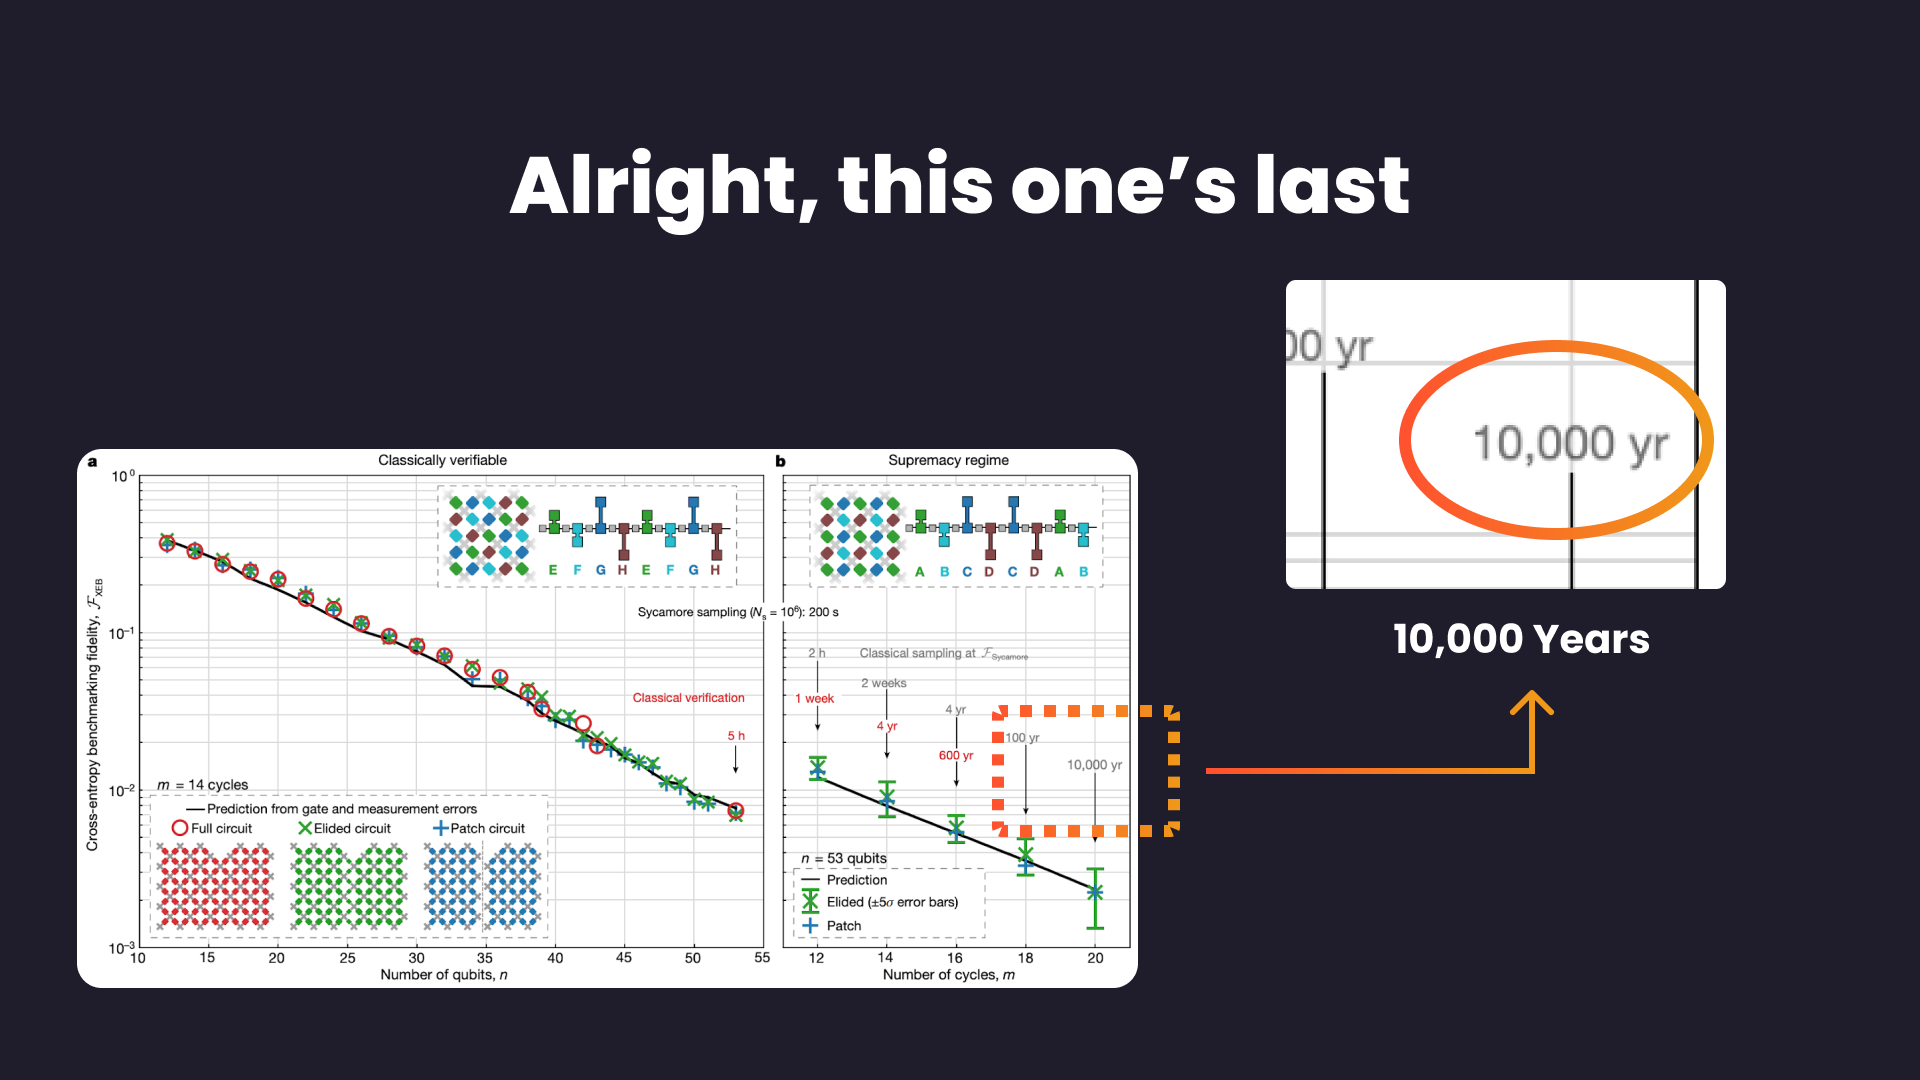 Alright, this one’s last
00 yr
10,000 yr
10,000 Years
a
Classically verifiable
b
Supremacy regime
10⁰
10⁻¹
10⁻²
10⁻³
Cross-entropy benchmarking fidelity, ℱXEB
E F G H E F G H
A B C D C D A B
Sycamore sampling (Nₛ = 10⁶): 200 s
Classical verification
5 h
m = 14 cycles
Prediction from gate and measurement errors
Full circuit
Elided circuit
Patch circuit
10 15 20 25 30 35 40 45 50 55
Number of qubits, n
2 h
Classical sampling at ℱSycamore
1 week
2 weeks
4 yr
4 yr
600 yr
100 yr
10,000 yr
n = 53 qubits
Prediction
Elided (±5σ error bars)
Patch
12 14 16 18 20
Number of cycles, m